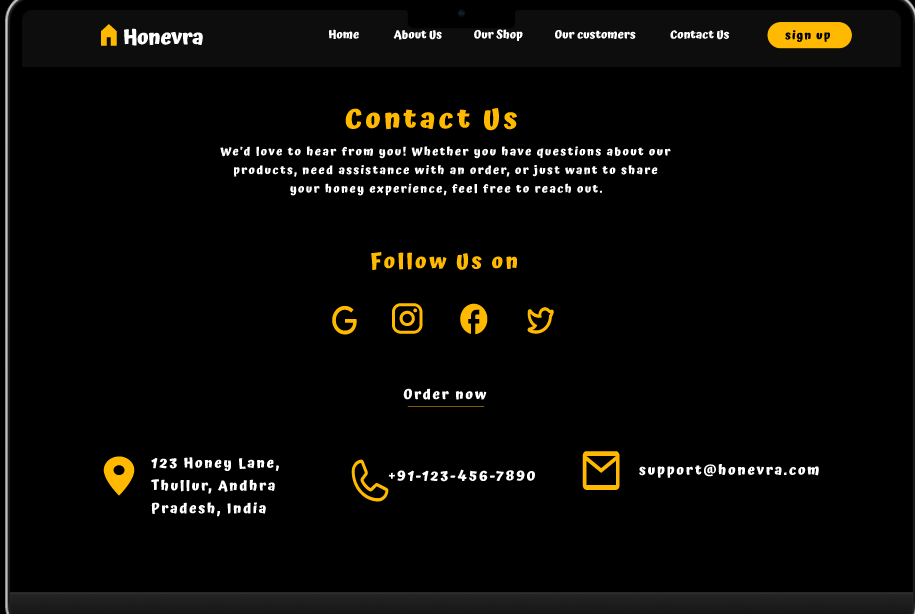 Honevra
Home About Us Our Shop Our customers Contact Us sign up
Contact Us
We'd love to hear from you! Whether you have questions about our
products, need assistance with an order, or just want to share
your honey experience, feel free to reach out.
Follow Us on
Order now
123 Honey Lane,
Thullur, Andhra
Pradesh, India
+91-123-456-7890
support@honevra.com